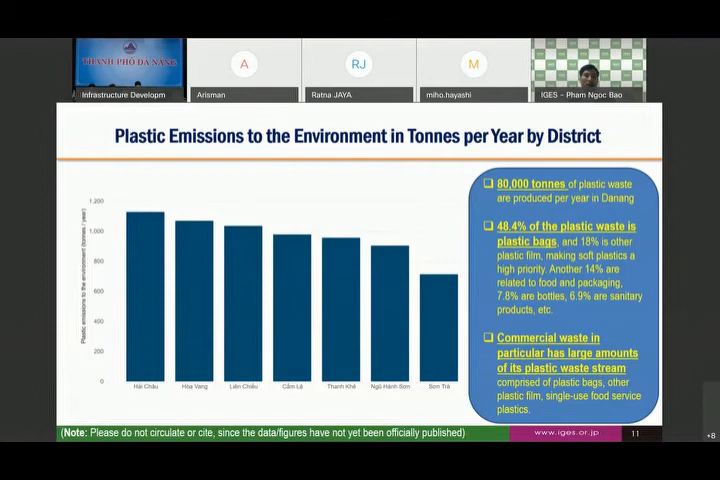 THÀNH PHỐ ĐÀ NẴNG
A
RJ
M
Infrastructure Developm
Arisman
Ratna JAYA
miho.hayashi
IGES - Pham Ngoc Bao
Plastic Emissions to the Environment in Tonnes per Year by District
Plastic emissions to the environment (tonnes / year)
1.200
1.000
800
600
400
200
0
Hải Châu
Hòa Vang
Liên Chiểu
Cẩm Lệ
Thanh Khê
Ngũ Hành Sơn
Sơn Trà
80,000 tonnes of plastic waste
are produced per year in Danang
48.4% of the plastic waste is
plastic bags, and 18% is other
plastic film, making soft plastics a
high priority. Another 14% are
related to food and packaging,
7.8% are bottles, 6.9% are sanitary
products, etc.
Commercial waste in
particular has large amounts
of its plastic waste stream
comprised of plastic bags, other
plastic film, single-use food service
plastics.
(Note: Please do not circulate or cite, since the data/figures have not yet been officially published)
www.iges.or.jp
11
+8